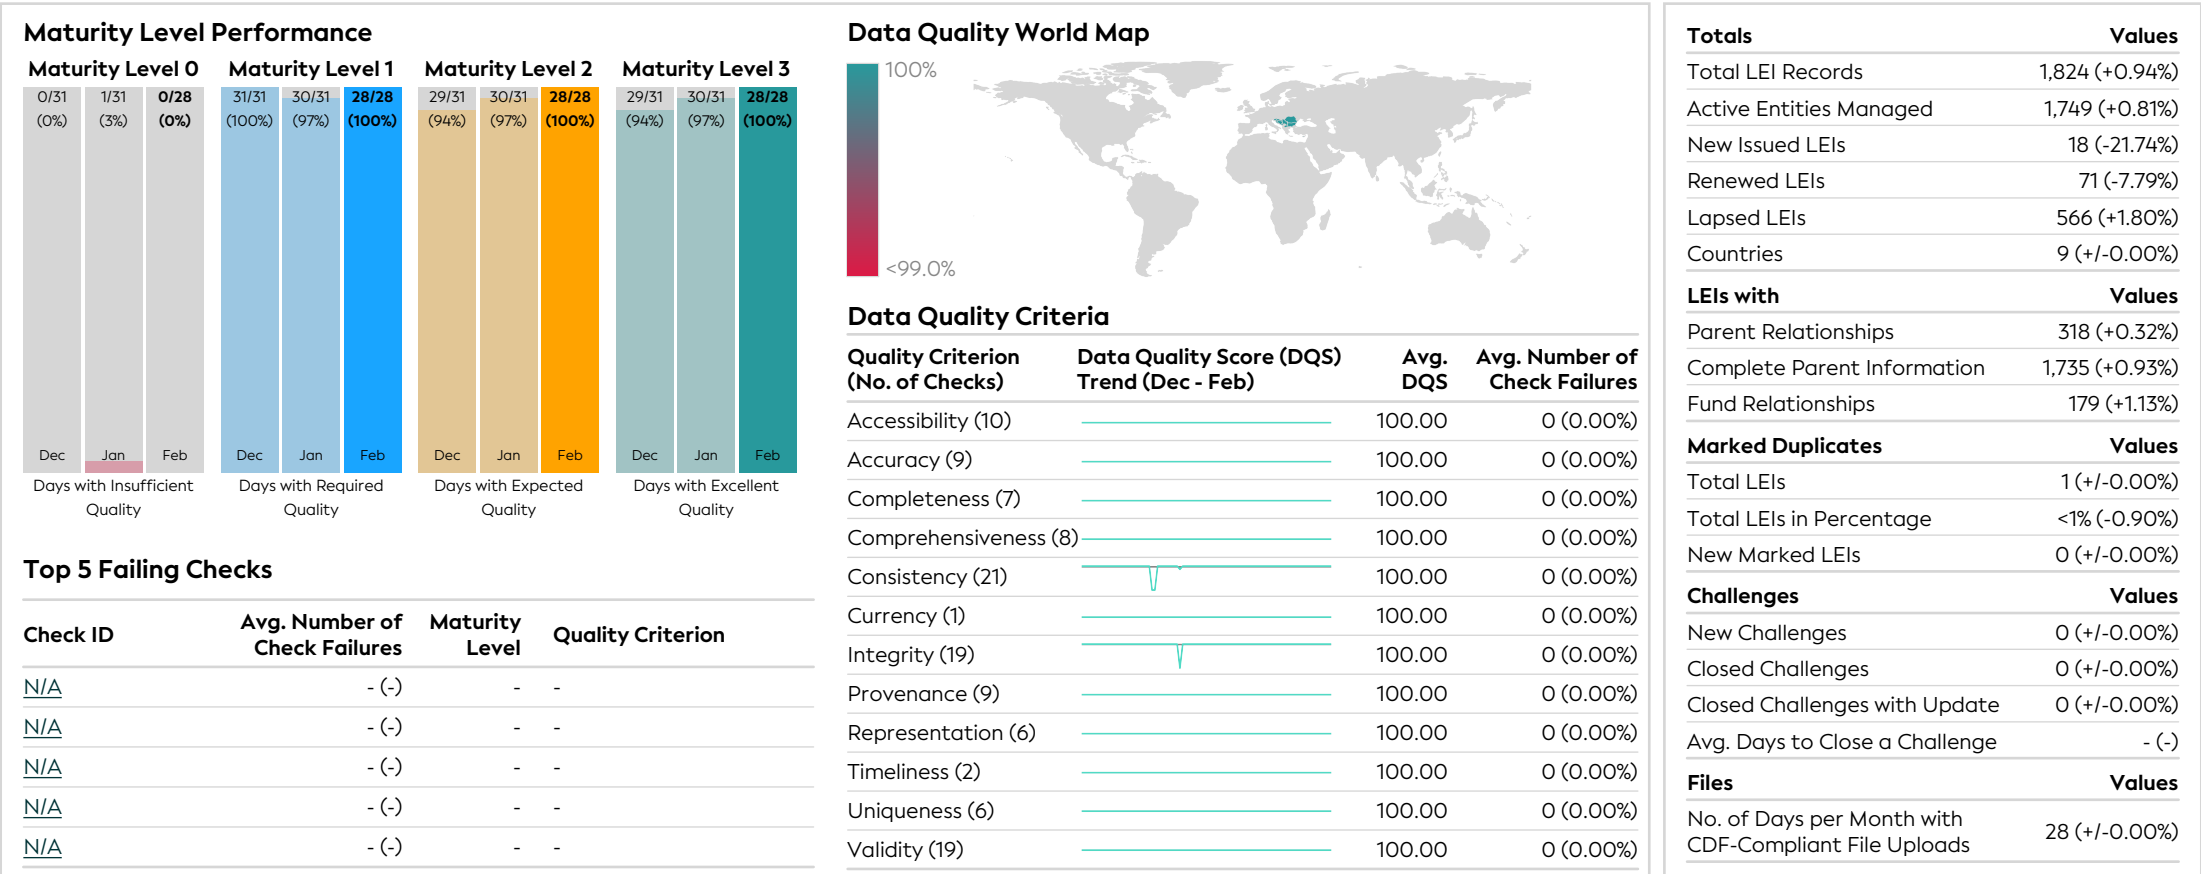 Maturity Level Performance
Maturity Level 0 Maturity Level 1 Maturity Level 2 Maturity Level 3
0/31 1/31 0/28 31/31 30/31 28/28 29/31 30/31 28/28 29/31 30/31 28/28
(0%) (3%) (0%) (100%) (97%) (100%) (94%) (97%) (100%) (94%) (97%) (100%)
Dec Jan Feb Dec Jan Feb Dec Jan Feb Dec Jan Feb
Days with Insufficient Days with Required Days with Expected Days with Excellent
Quality Quality Quality Quality
Top 5 Failing Checks
Check ID Avg. Number of Check Failures Maturity Level Quality Criterion
N/A - (-) - -
N/A - (-) - -
N/A - (-) - -
N/A - (-) - -
N/A - (-) - -
Data Quality World Map
100%
<99.0%
Data Quality Criteria
Quality Criterion Data Quality Score (DQS) Avg. Avg. Number of
(No. of Checks) Trend (Dec - Feb) DQS Check Failures
Accessibility (10) 100.00 0 (0.00%)
Accuracy (9) 100.00 0 (0.00%)
Completeness (7) 100.00 0 (0.00%)
Comprehensiveness (8) 100.00 0 (0.00%)
Consistency (21) 100.00 0 (0.00%)
Currency (1) 100.00 0 (0.00%)
Integrity (19) 100.00 0 (0.00%)
Provenance (9) 100.00 0 (0.00%)
Representation (6) 100.00 0 (0.00%)
Timeliness (2) 100.00 0 (0.00%)
Uniqueness (6) 100.00 0 (0.00%)
Validity (19) 100.00 0 (0.00%)
Totals Values
Total LEI Records 1,824 (+0.94%)
Active Entities Managed 1,749 (+0.81%)
New Issued LEIs 18 (-21.74%)
Renewed LEIs 71 (-7.79%)
Lapsed LEIs 566 (+1.80%)
Countries 9 (+/-0.00%)
LEIs with Values
Parent Relationships 318 (+0.32%)
Complete Parent Information 1,735 (+0.93%)
Fund Relationships 179 (+1.13%)
Marked Duplicates Values
Total LEIs 1 (+/-0.00%)
Total LEIs in Percentage <1% (-0.90%)
New Marked LEIs 0 (+/-0.00%)
Challenges Values
New Challenges 0 (+/-0.00%)
Closed Challenges 0 (+/-0.00%)
Closed Challenges with Update 0 (+/-0.00%)
Avg. Days to Close a Challenge - (-)
Files Values
No. of Days per Month with
CDF-Compliant File Uploads 28 (+/-0.00%)